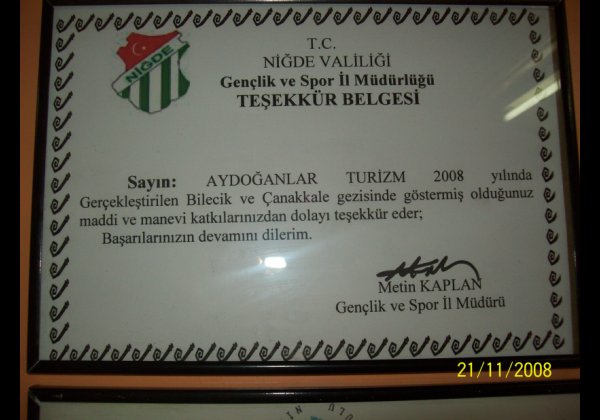 NİĞDE
T.C.
NİĞDE VALİLİĞİ
Gençlik ve Spor İl Müdürlüğü
TEŞEKKÜR BELGESİ
Sayın: AYDOĞANLAR TURİZM 2008 yılında
Gerçekleştirilen Bilecik ve Çanakkale gezisinde göstermiş olduğunuz
maddi ve manevi katkılarınızdan dolayı teşekkür eder;
Başarılarınızın devamını dilerim.
Metin KAPLAN
Gençlik ve Spor İl Müdürü
21/11/2008